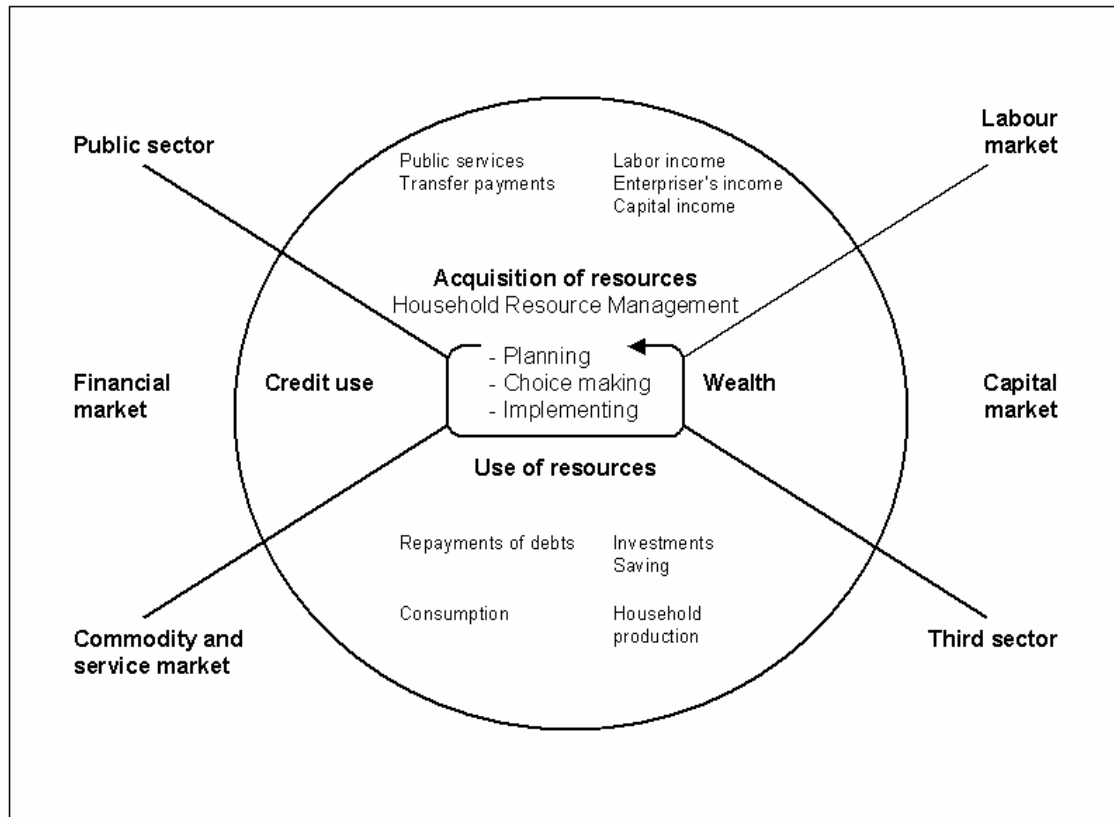 Public sector
Labour
market
Public services
Transfer payments
Labor income
Enterpriser's income
Capital income
Acquisition of resources
Household Resource Management
Financial
market
Credit use
- Planning
- Choice making
- Implementing
Wealth
Capital
market
Use of resources
Repayments of debts
Investments
Saving
Consumption
Household
production
Commodity and
service market
Third sector